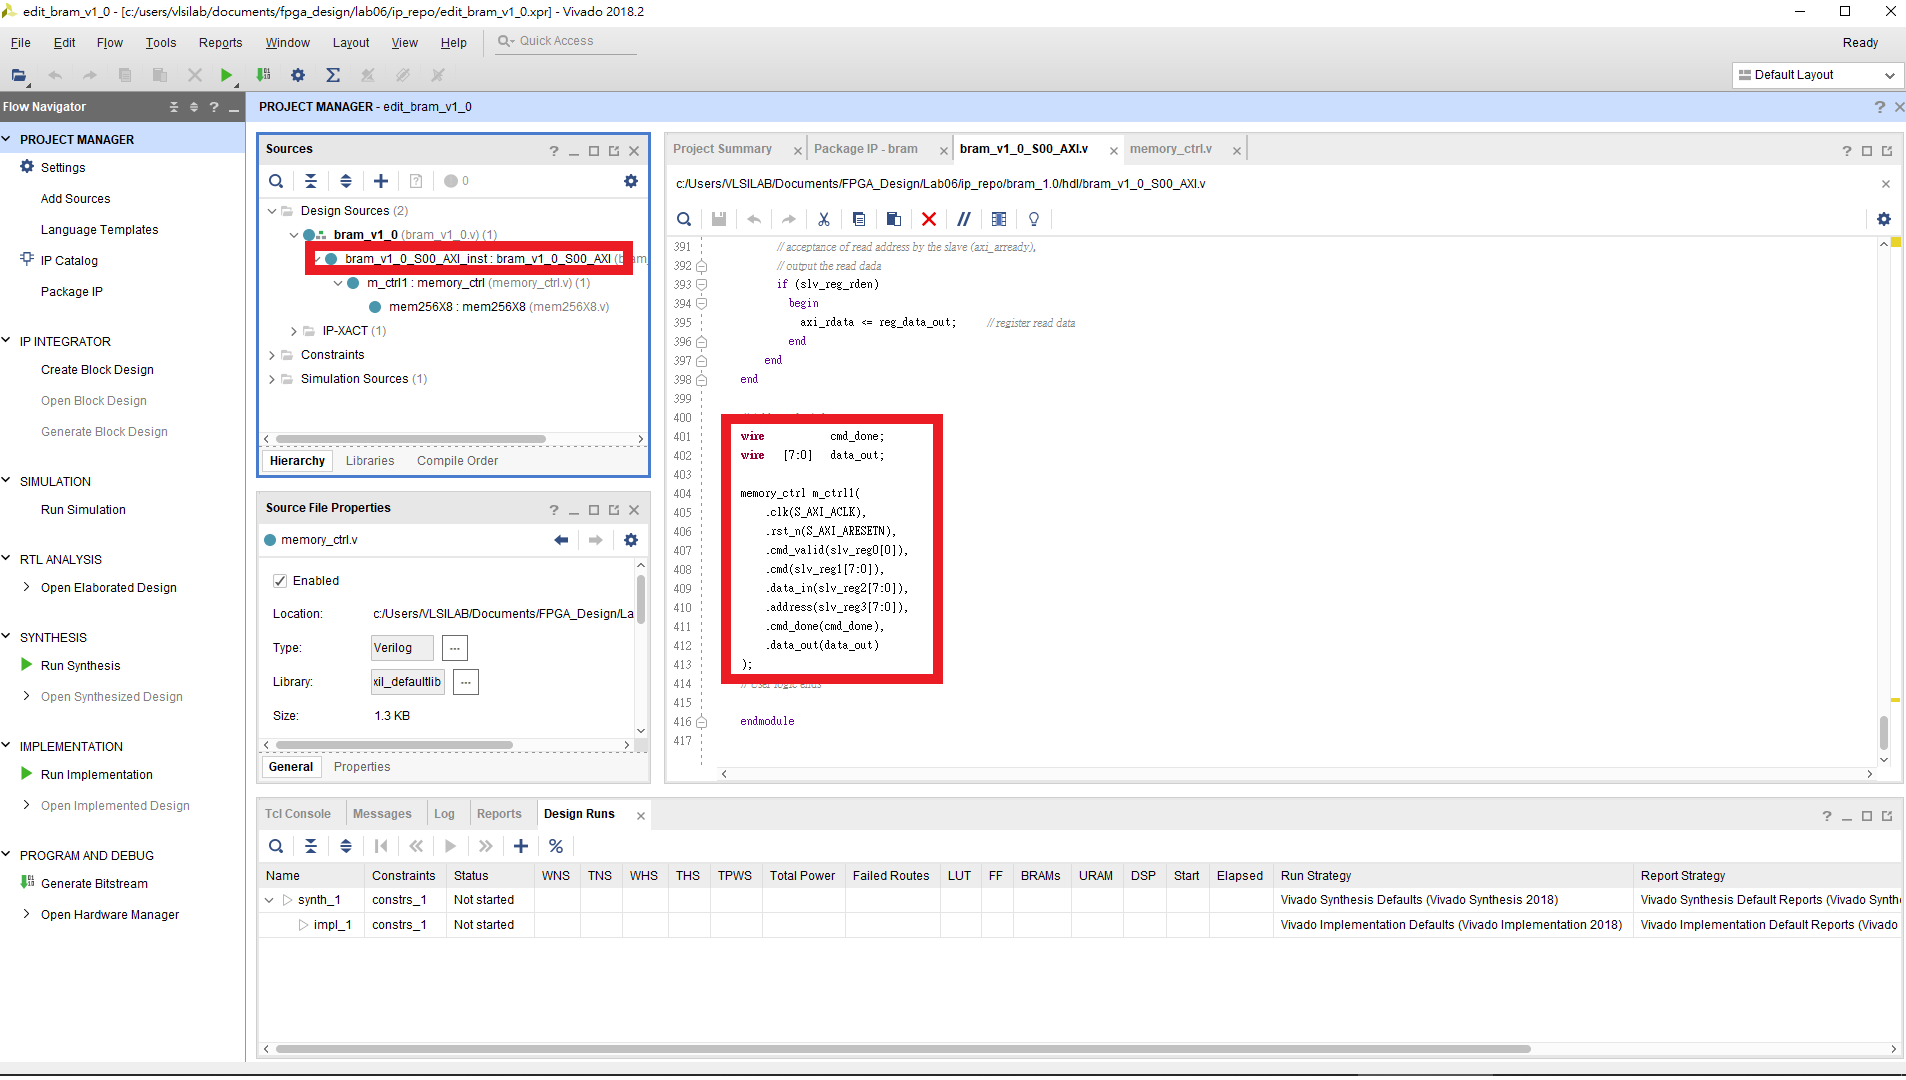 edit_bram_v1_0 - [c:/users/vlsilab/documents/fpga_design/lab06/ip_repo/edit_bram_v1_0.xpr] - Vivado 2018.2
File Edit Flow Tools Reports Window Layout View Help Quick Access
Ready
Default Layout
Flow Navigator
PROJECT MANAGER
Settings
Add Sources
Language Templates
IP Catalog
Package IP
IP INTEGRATOR
Create Block Design
Open Block Design
Generate Block Design
SIMULATION
Run Simulation
RTL ANALYSIS
Open Elaborated Design
SYNTHESIS
Run Synthesis
Open Synthesized Design
IMPLEMENTATION
Run Implementation
Open Implemented Design
PROGRAM AND DEBUG
Generate Bitstream
Open Hardware Manager
PROJECT MANAGER - edit_bram_v1_0
Sources
0
Design Sources (2)
bram_v1_0 (bram_v1_0.v) (1)
bram_v1_0_S00_AXI_inst : bram_v1_0_S00_AXI
m_ctrl1 : memory_ctrl (memory_ctrl.v) (1)
mem256X8 : mem256X8 (mem256X8.v)
IP-XACT (1)
Constraints
Simulation Sources (1)
Hierarchy Libraries Compile Order
Source File Properties
memory_ctrl.v
Enabled
Location: c:/Users/VLSILAB/Documents/FPGA_Design/La
Type: Verilog ...
Library: xil_defaultlib ...
Size: 1.3 KB
General Properties
Project Summary Package IP - bram bram_v1_0_S00_AXI.v memory_ctrl.v
c:/Users/VLSILAB/Documents/FPGA_Design/Lab06/ip_repo/bram_1.0/hdl/bram_v1_0_S00_AXI.v
391 // acceptance of read address by the slave (axi_arready),
392 // output the read dada
393 if (slv_reg_rden)
394 begin
395 axi_rdata <= reg_data_out; // register read data
396 end
397 end
398 end
399
400
401 wire cmd_done;
402 wire [7:0] data_out;
403
404 memory_ctrl m_ctrl1(
405 .clk(S_AXI_ACLK),
406 .rst_n(S_AXI_ARESETN),
407 .cmd_valid(slv_reg0[0]),
408 .cmd(slv_reg1[7:0]),
409 .data_in(slv_reg2[7:0]),
410 .address(slv_reg3[7:0]),
411 .cmd_done(cmd_done),
412 .data_out(data_out)
413 );
414 // User logic ends
415
416 endmodule
417
Tcl Console Messages Log Reports Design Runs
Name Constraints Status WNS TNS WHS THS TPWS Total Power Failed Routes LUT FF BRAMs URAM DSP Start Elapsed Run Strategy Report Strategy
synth_1 constrs_1 Not started Vivado Synthesis Defaults (Vivado Synthesis 2018) Vivado Synthesis Default Reports (Vivado Synth
impl_1 constrs_1 Not started Vivado Implementation Defaults (Vivado Implementation 2018) Vivado Implementation Default Reports (Vivado